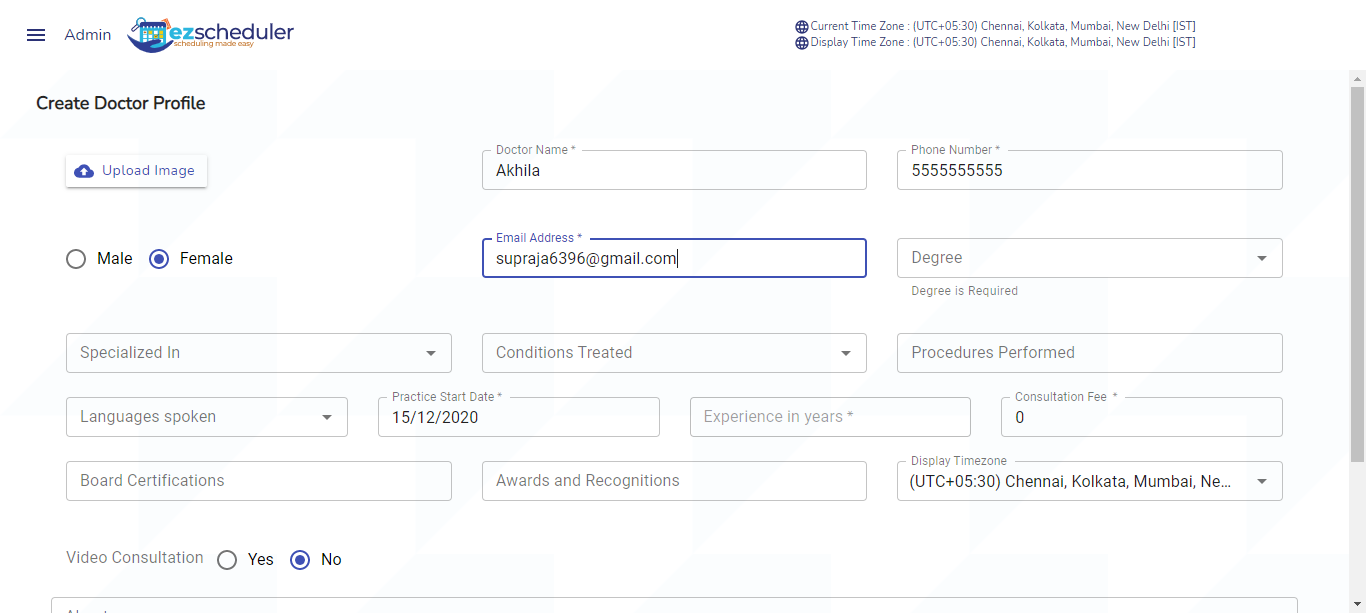 Admin
ezscheduler
scheduling made easy
Current Time Zone : (UTC+05:30) Chennai, Kolkata, Mumbai, New Delhi [IST]
Display Time Zone : (UTC+05:30) Chennai, Kolkata, Mumbai, New Delhi [IST]
Create Doctor Profile
Upload Image
Doctor Name *
Akhila
Phone Number *
5555555555
Male
Female
Email Address *
supraja6396@gmail.com
Degree
Degree is Required
Specialized In
Conditions Treated
Procedures Performed
Languages spoken
Practice Start Date *
15/12/2020
Experience in years *
Consultation Fee *
0
Board Certifications
Awards and Recognitions
Display Timezone
(UTC+05:30) Chennai, Kolkata, Mumbai, Ne...
Video Consultation
Yes
No